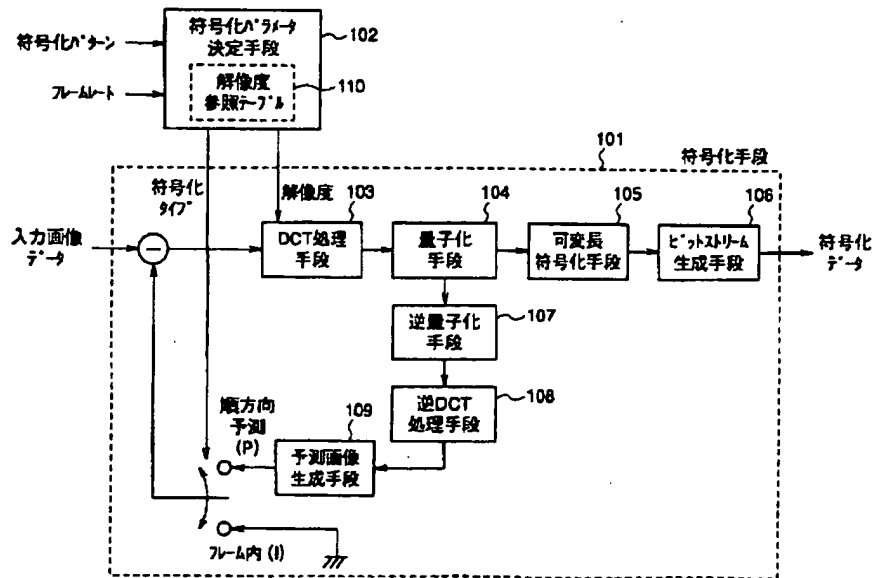 符号化パラメータ
決定手段
102
符号化パターン
解像度
参照テーブル
110
フレームレート
101
符号化手段
符号化
タイプ
解像度
103
104
105
106
入力画像
データ
DCT処理
手段
量子化
手段
可変長
符号化手段
ビットストリーム
生成手段
符号化
データ
逆量子化
手段
107
逆DCT
処理手段
108
順方向
予測
(P)
109
予測画像
生成手段
フレーム内 (I)